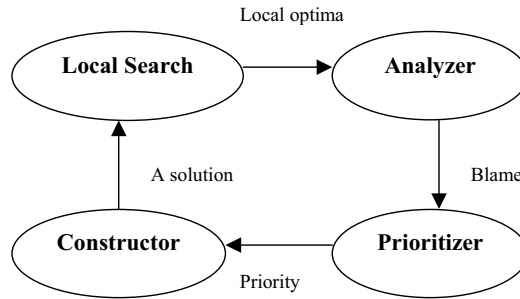 Local optima
Local Search
Analyzer
A solution
Blame
Constructor
Prioritizer
Priority